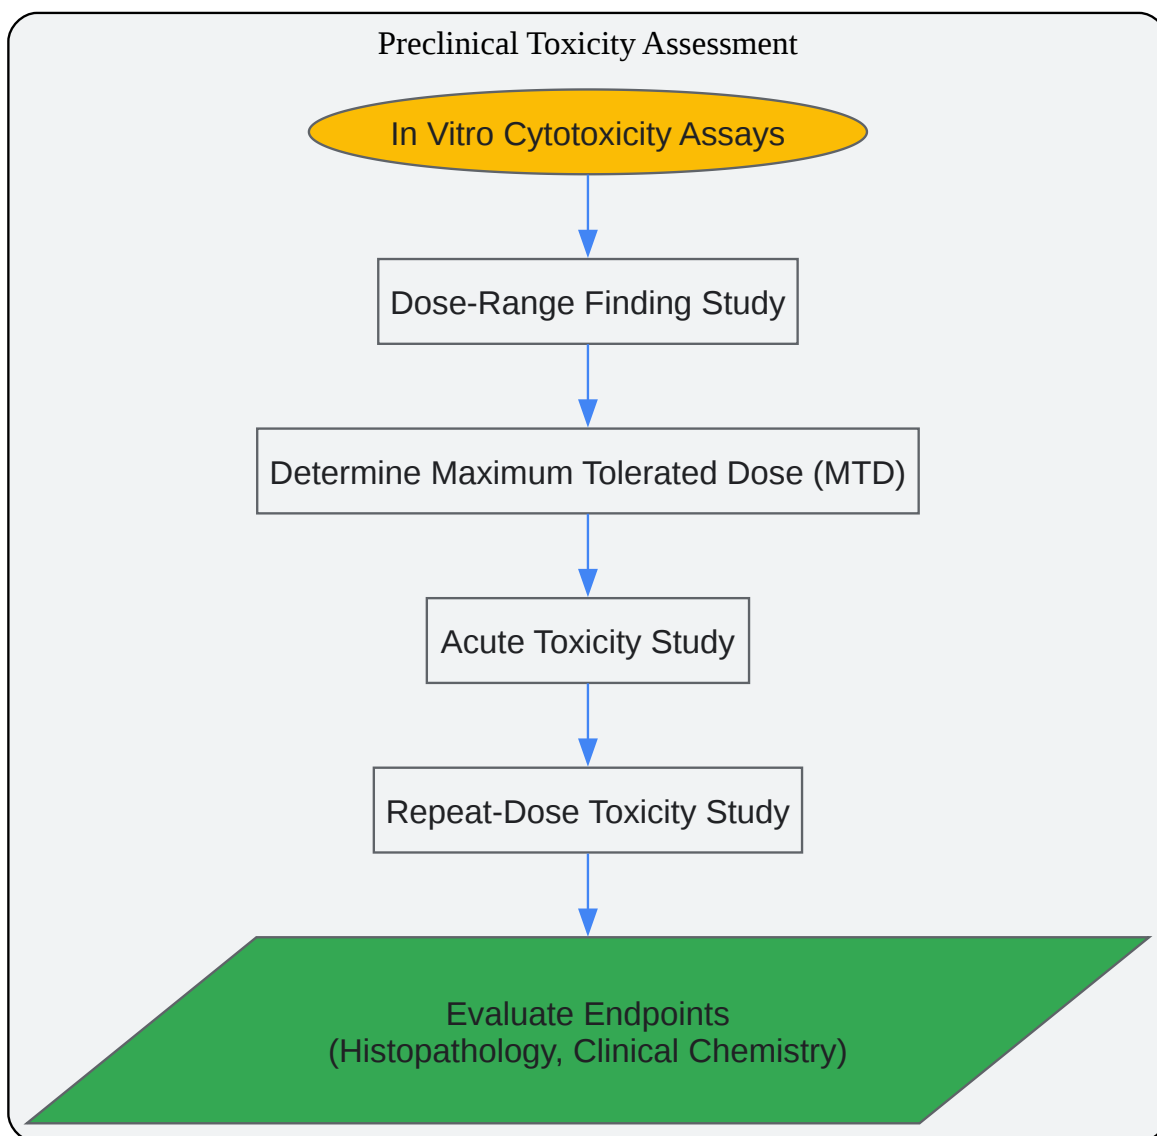 Preclinical Toxicity Assessment
In Vitro Cytotoxicity Assays
Dose-Range Finding Study
Determine Maximum Tolerated Dose (MTD)
Acute Toxicity Study
Repeat-Dose Toxicity Study
Evaluate Endpoints
(Histopathology, Clinical Chemistry)